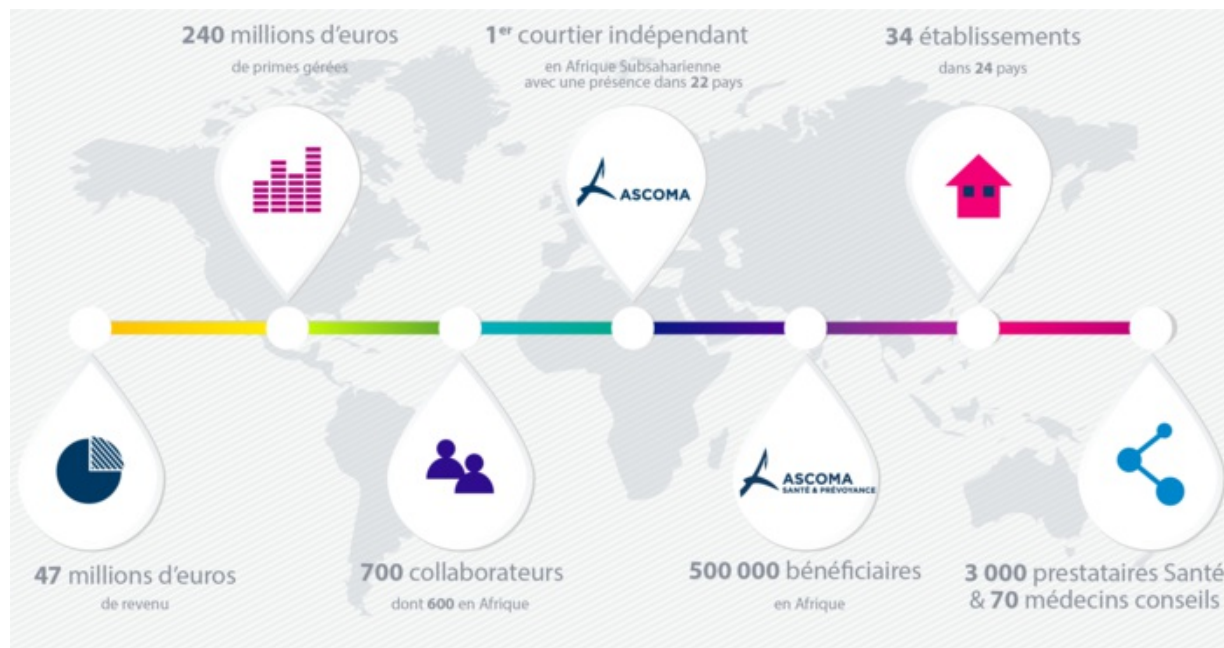 240 millions d'euros
de primes gérées
1er courtier indépendant
en Afrique Subsaharienne
avec une présence dans 22 pays
34 établissements
dans 24 pays
ASCOMA
ASCOMA
SANTÉ & PRÉVOYANCE
47 millions d'euros
de revenu
700 collaborateurs
dont 600 en Afrique
500 000 bénéficiaires
en Afrique
3 000 prestataires Santé
& 70 médecins conseils